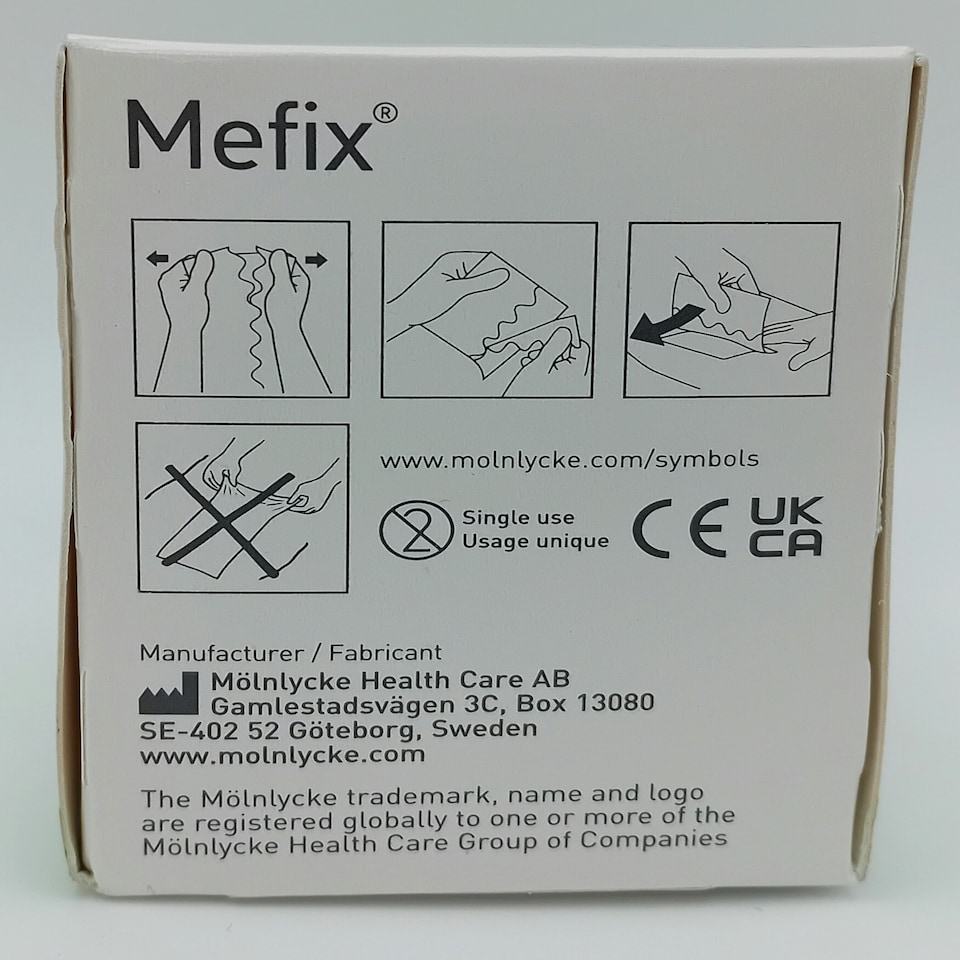 Mefix®
www.molnlycke.com/symbols
2
Single use
Usage unique
CE
UK
CA
Manufacturer / Fabricant
Mölnlycke Health Care AB
Gamlestadsvägen 3C, Box 13080
SE-402 52 Göteborg, Sweden
www.molnlycke.com
The Mölnlycke trademark, name and logo
are registered globally to one or more of the
Mölnlycke Health Care Group of Companies